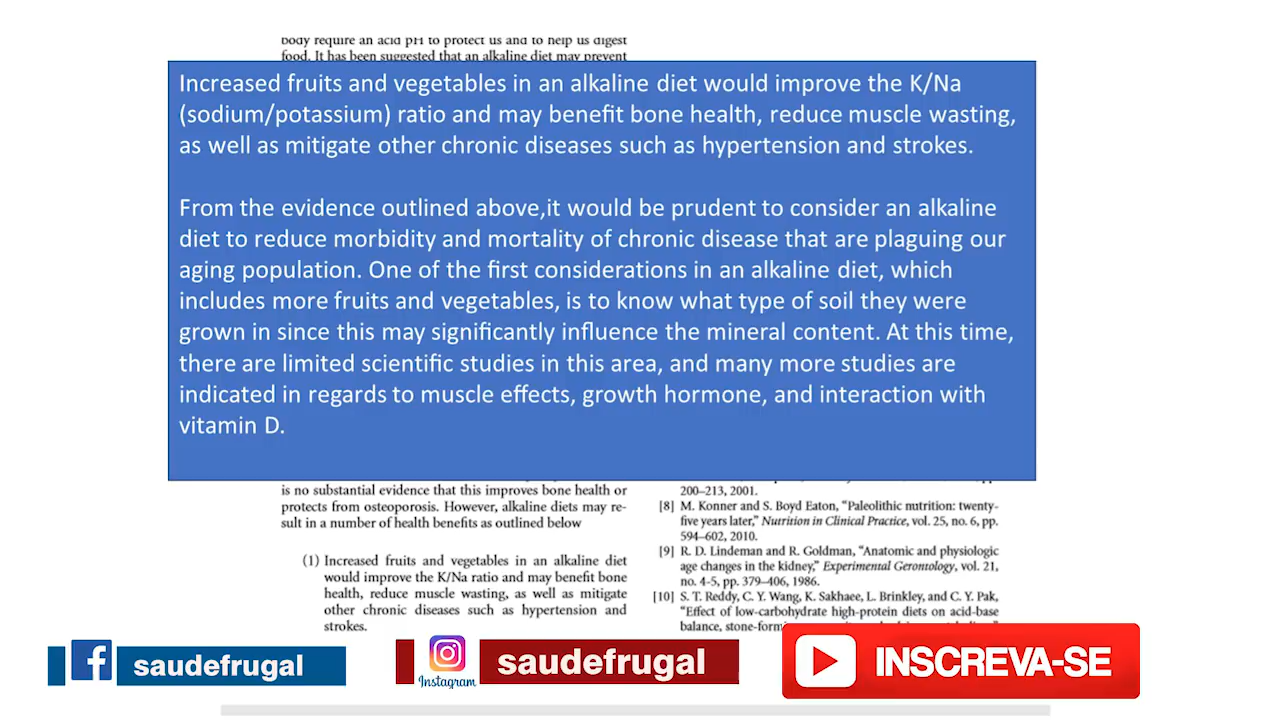 body require an acid pH to protect us and to help us digest
food. It has been suggested that an alkaline diet may prevent
Increased fruits and vegetables in an alkaline diet would improve the K/Na
(sodium/potassium) ratio and may benefit bone health, reduce muscle wasting,
as well as mitigate other chronic diseases such as hypertension and strokes.
From the evidence outlined above,it would be prudent to consider an alkaline
diet to reduce morbidity and mortality of chronic disease that are plaguing our
aging population. One of the first considerations in an alkaline diet, which
includes more fruits and vegetables, is to know what type of soil they were
grown in since this may significantly influence the mineral content. At this time,
there are limited scientific studies in this area, and many more studies are
indicated in regards to muscle effects, growth hormone, and interaction with
vitamin D.
is no substantial evidence that this improves bone health or
protects from osteoporosis. However, alkaline diets may re-
sult in a number of health benefits as outlined below
(1) Increased fruits and vegetables in an alkaline diet
would improve the K/Na ratio and may benefit bone
health, reduce muscle wasting, as well as mitigate
other chronic diseases such as hypertension and
strokes.
200–213, 2001.
[8] M. Konner and S. Boyd Eaton, “Paleolithic nutrition: twenty-
five years later,” Nutrition in Clinical Practice, vol. 25, no. 6, pp.
594–602, 2010.
[9] R. D. Lindeman and R. Goldman, “Anatomic and physiologic
age changes in the kidney,” Experimental Gerontology, vol. 21,
no. 4-5, pp. 379–406, 1986.
[10] S. T. Reddy, C. Y. Wang, K. Sakhaee, L. Brinkley, and C. Y. Pak,
“Effect of low-carbohydrate high-protein diets on acid-base
balance,
f saudefrugal
Instagram
saudefrugal
INSCREVA-SE